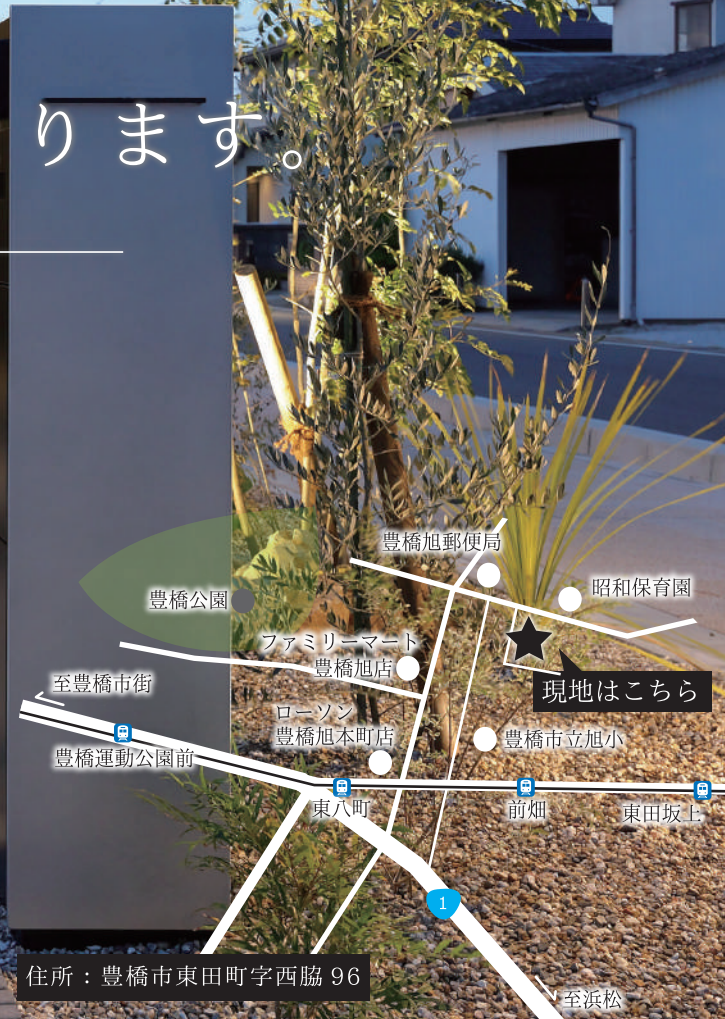 ります。
豊橋旭郵便局
昭和保育園
豊橋公園
ファミリーマート
豊橋旭店
現地はこちら
至豊橋市街
ローソン
豊橋旭本町店
豊橋市立旭小
豊橋運動公園前
東八町
前畑
東田坂上
1
住所：豊橋市東田町字西脇 96
至浜松